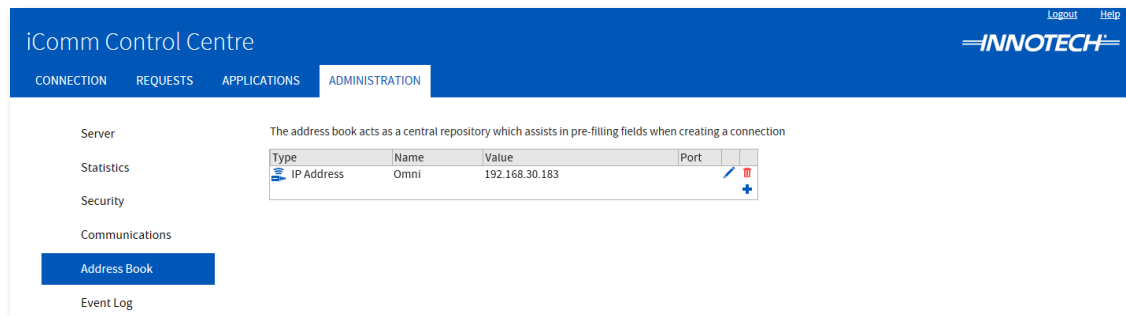 Logout Help
iComm Control Centre
INNOTECH
CONNECTION REQUESTS APPLICATIONS ADMINISTRATION
Server
Statistics
Security
Communications
Address Book
Event Log
The address book acts as a central repository which assists in pre-filling fields when creating a connection
Type Name Value Port
IP Address Omni 192.168.30.183